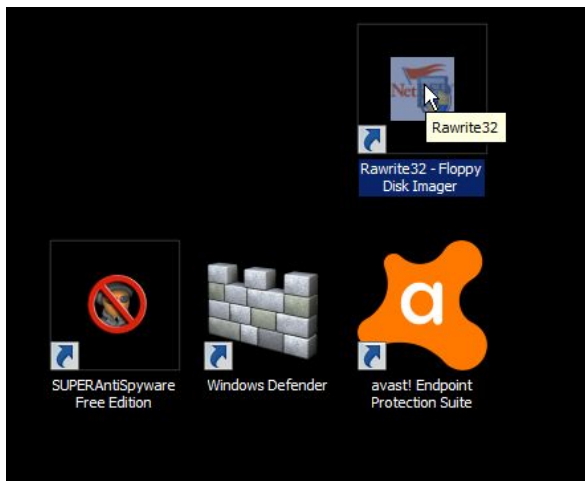 Net
Rawrite32
Rawrite32 - Floppy
Disk Imager
a
SUPERAntiSpyware
Free Edition
Windows Defender
avast! Endpoint
Protection Suite